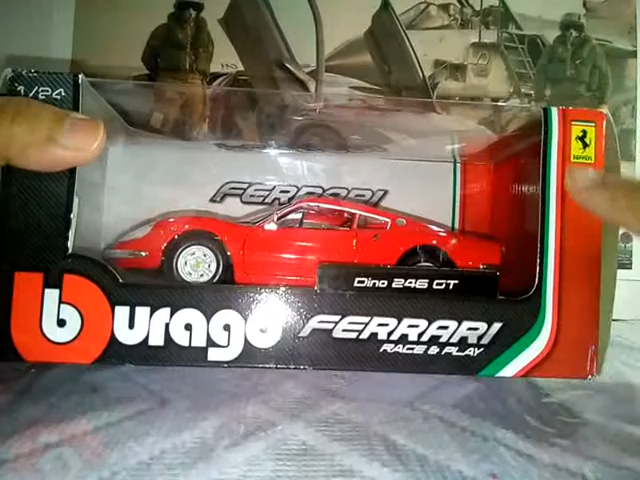 1/24
FERRARI
Ferrari
Dino 246 GT
burago
FERRARI
RACE & PLAY